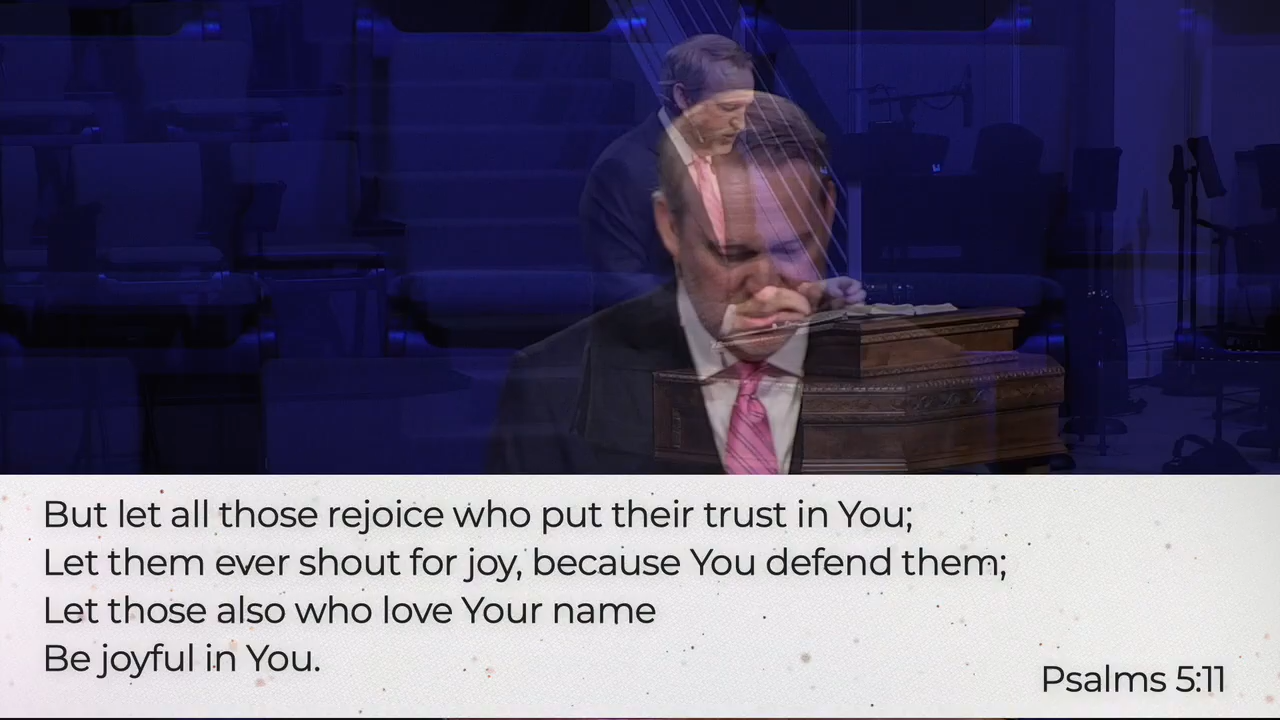 But let all those rejoice who put their trust in You;
Let them ever shout for joy, because You defend them;
Let those also who love Your name
Be joyful in You.
Psalms 5:11